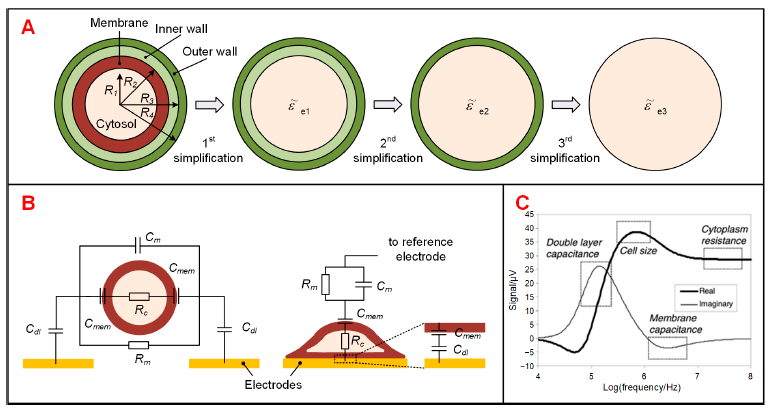 A
Membrane
Inner wall
Outer wall
R1
R2
R3
R4
Cytosol
1st
simplification
ε̃ e1
2nd
simplification
ε̃ e2
3rd
simplification
ε̃ e3
B
Cm
Cmem
Rc
Cmem
Cdl
Cdl
Rm
to reference
electrode
Rm
Cm
Cmem
Rc
Cmem
Cdl
Electrodes
C
Signal/µV
45
40
35
30
25
20
15
10
5
0
−5
−10
4
5
6
7
8
Log(frequency/Hz)
Double layer
capacitance
Cell size
Cytoplasm
resistance
Real
Imaginary
Membrane
capacitance